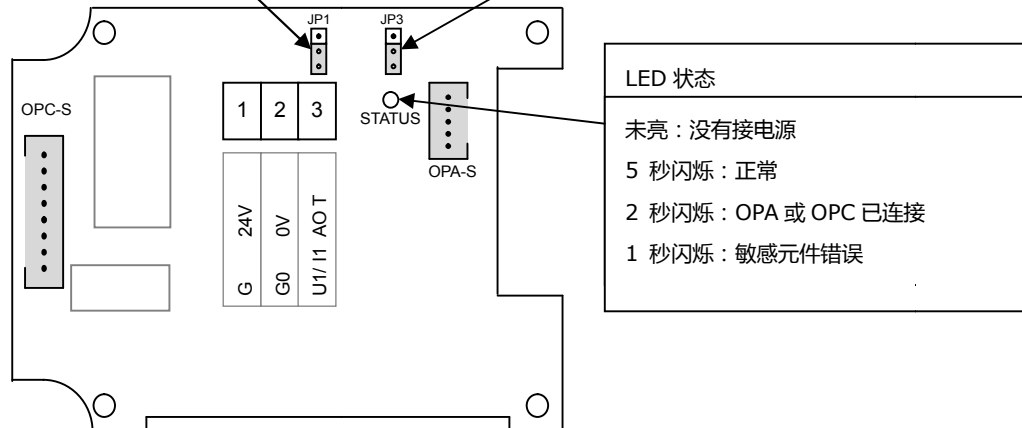 JP1
JP3
OPC-S
1 2 3
STATUS
OPA-S
G 24V
G0 0V
U1/ I1 AO T
LED 状态
未亮：没有接电源
5 秒闪烁：正常
2 秒闪烁：OPA 或 OPC 已连接
1 秒闪烁：敏感元件错误